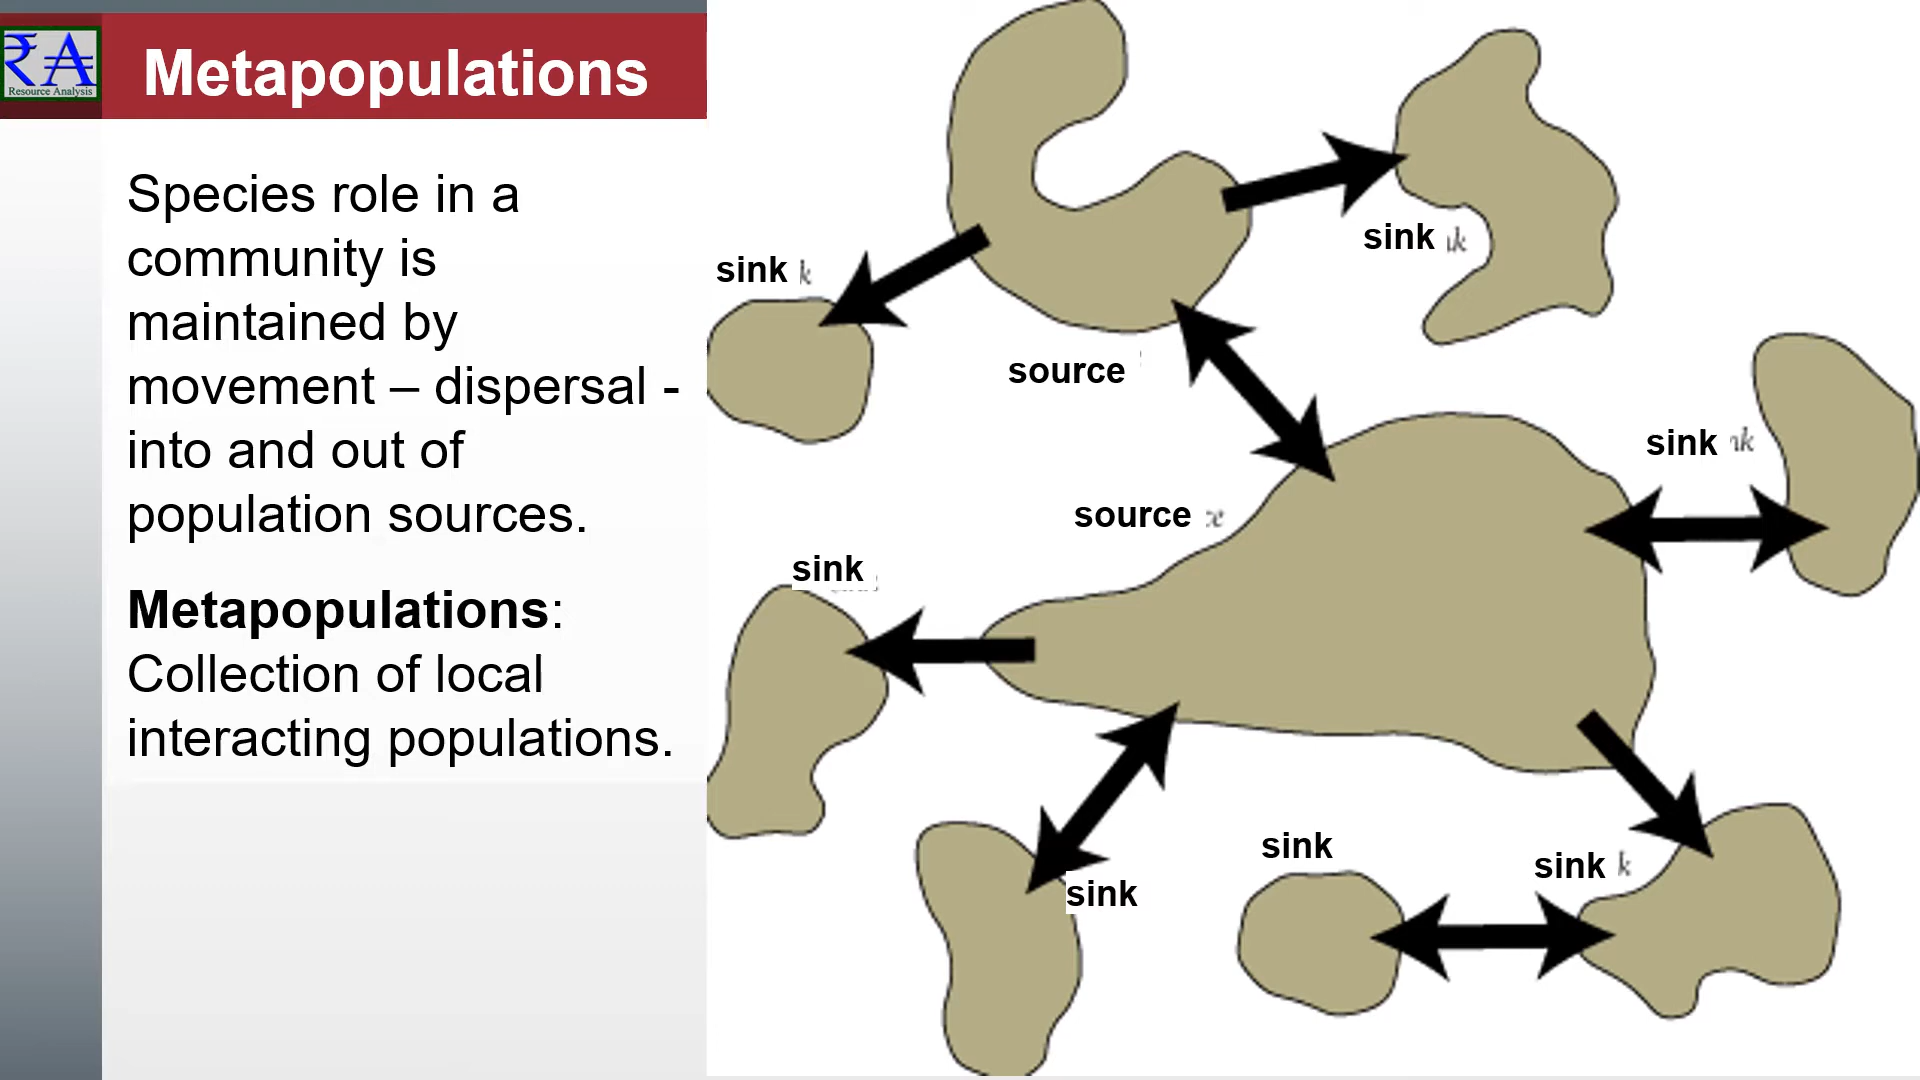 ₹A
Resource Analysis
Metapopulations
Species role in a
community is
maintained by
movement – dispersal -
into and out of
population sources.
Metapopulations:
Collection of local
interacting populations.
sink k
sink
source
sink
source ce
sink
sink
sink
sink k